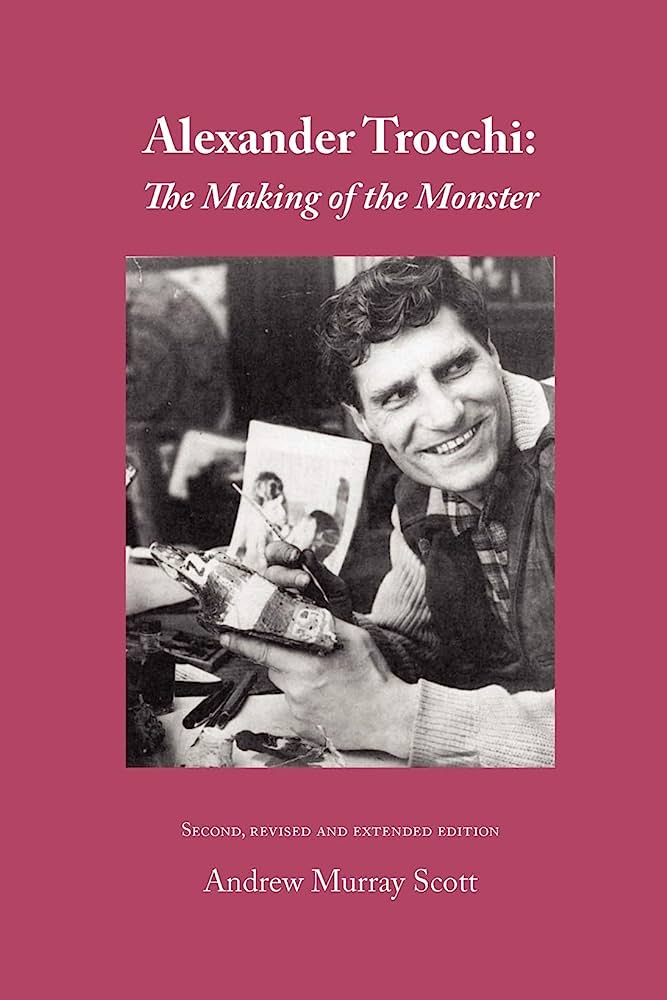 Alexander Trocchi:
The Making of the Monster
Second, revised and extended edition
Andrew Murray Scott